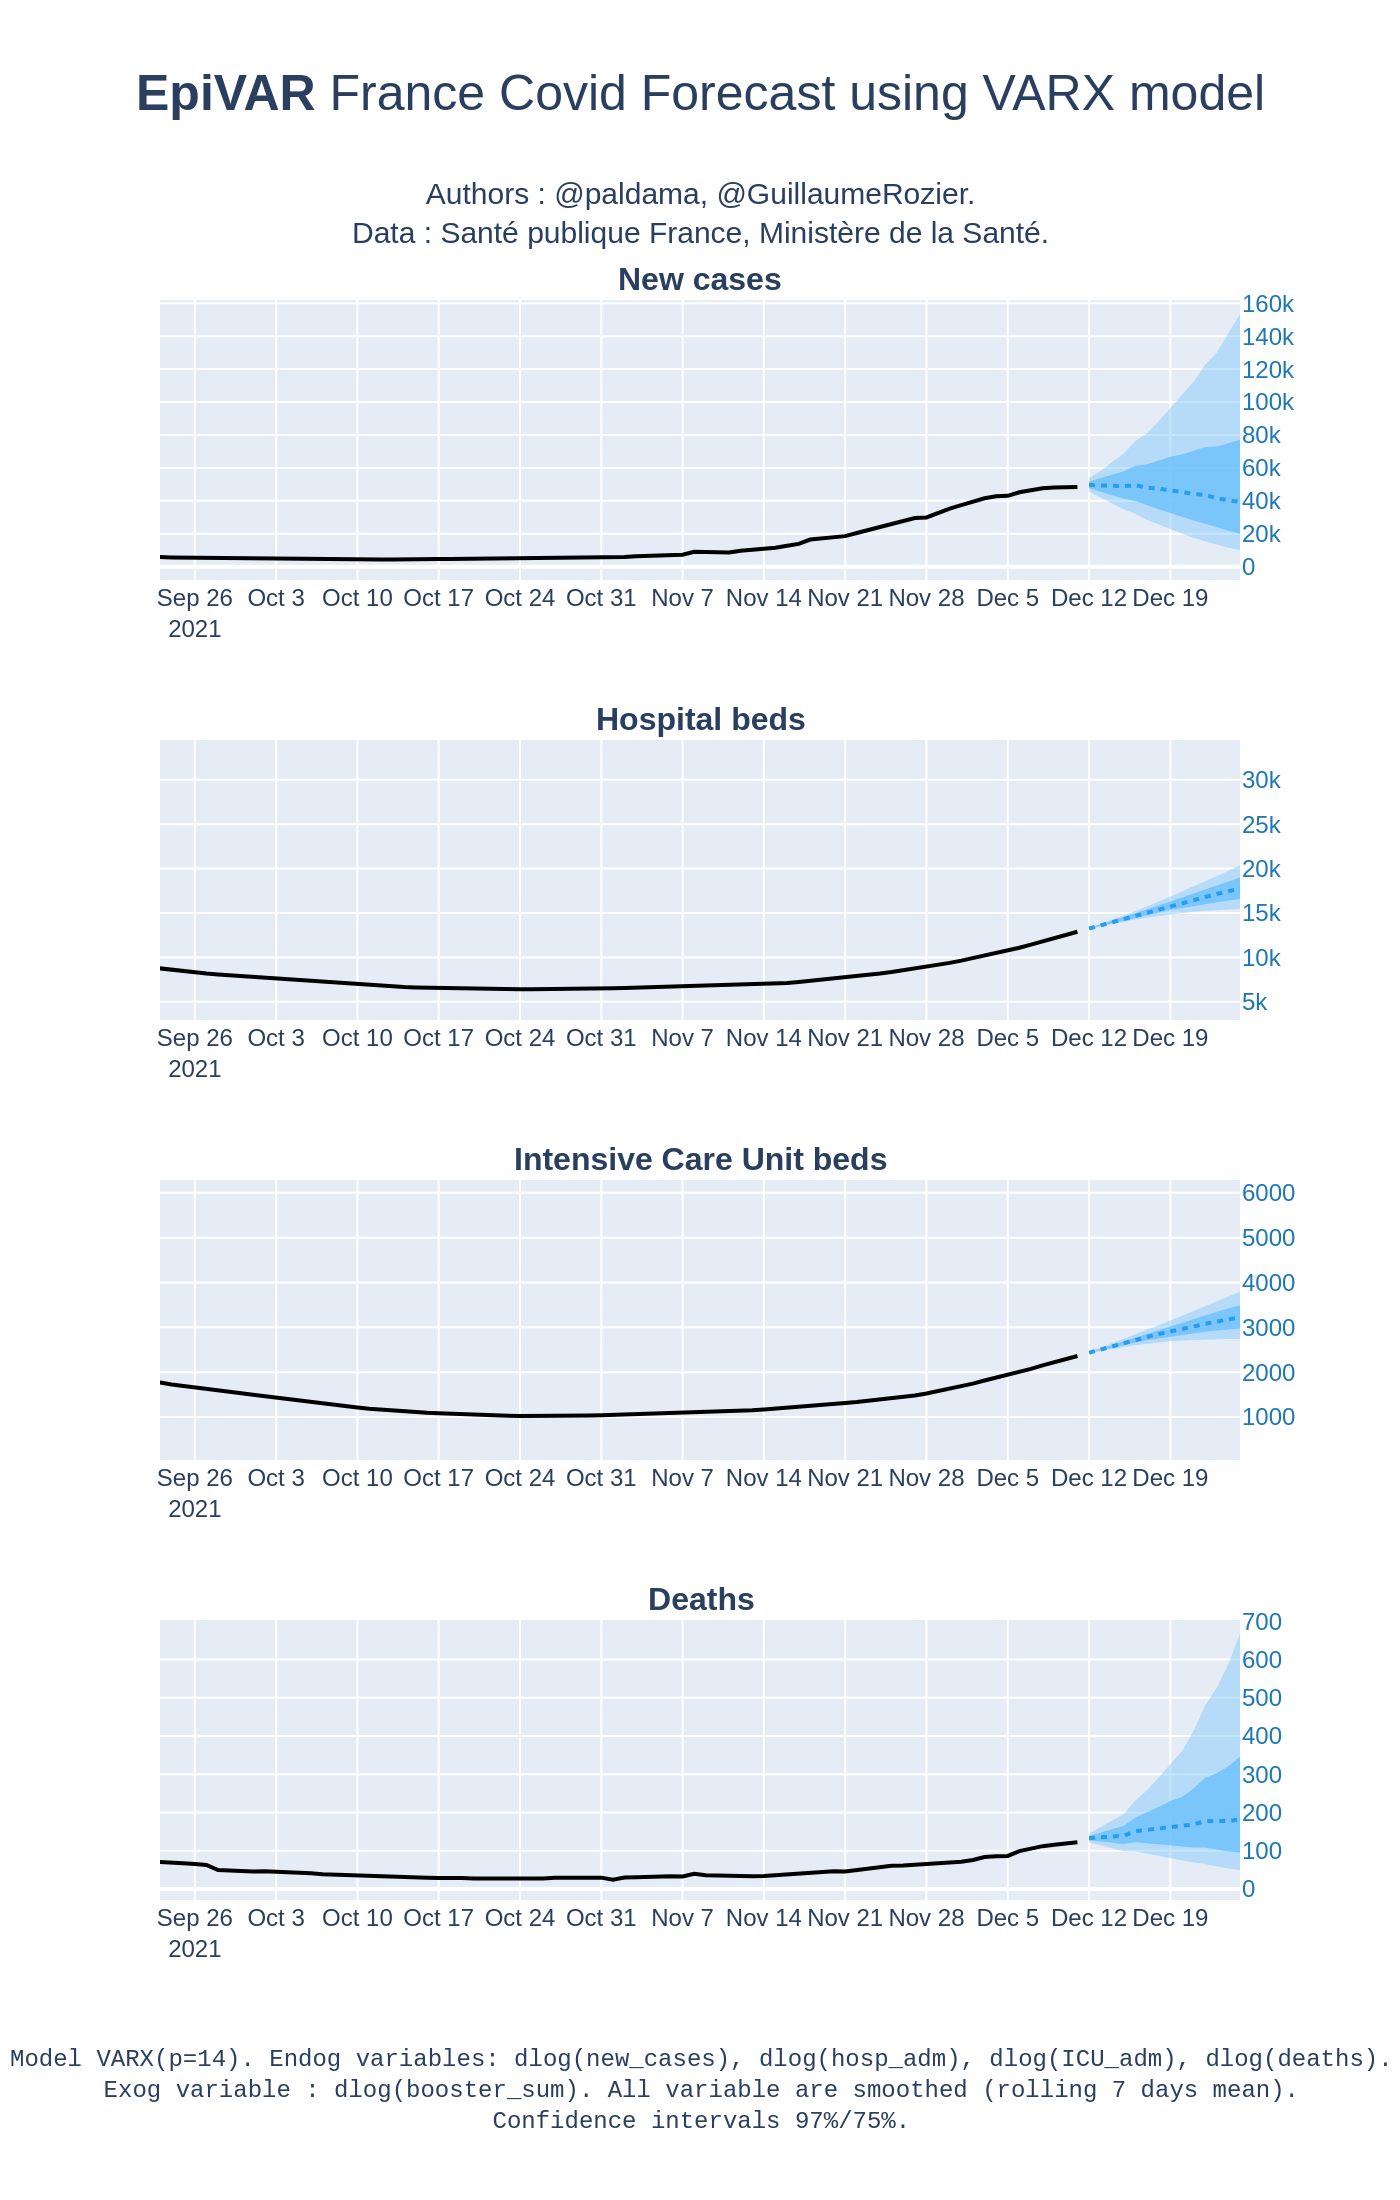 EpiVAR France Covid Forecast using VARX model
Authors : @paldama, @GuillaumeRozier.
Data : Santé publique France, Ministère de la Santé.
New cases
160k
140k
120k
100k
80k
60k
40k
20k
0
Sep 26 Oct 3 Oct 10 Oct 17 Oct 24 Oct 31 Nov 7 Nov 14 Nov 21 Nov 28 Dec 5 Dec 12 Dec 19
2021
Hospital beds
30k
25k
20k
15k
10k
5k
Sep 26 Oct 3 Oct 10 Oct 17 Oct 24 Oct 31 Nov 7 Nov 14 Nov 21 Nov 28 Dec 5 Dec 12 Dec 19
2021
Intensive Care Unit beds
6000
5000
4000
3000
2000
1000
Sep 26 Oct 3 Oct 10 Oct 17 Oct 24 Oct 31 Nov 7 Nov 14 Nov 21 Nov 28 Dec 5 Dec 12 Dec 19
2021
Deaths
700
600
500
400
300
200
100
0
Sep 26 Oct 3 Oct 10 Oct 17 Oct 24 Oct 31 Nov 7 Nov 14 Nov 21 Nov 28 Dec 5 Dec 12 Dec 19
2021
Model VARX(p=14). Endog variables: dlog(new_cases), dlog(hosp_adm), dlog(ICU_adm), dlog(deaths).
Exog variable : dlog(booster_sum). All variable are smoothed (rolling 7 days mean).
Confidence intervals 97%/75%.